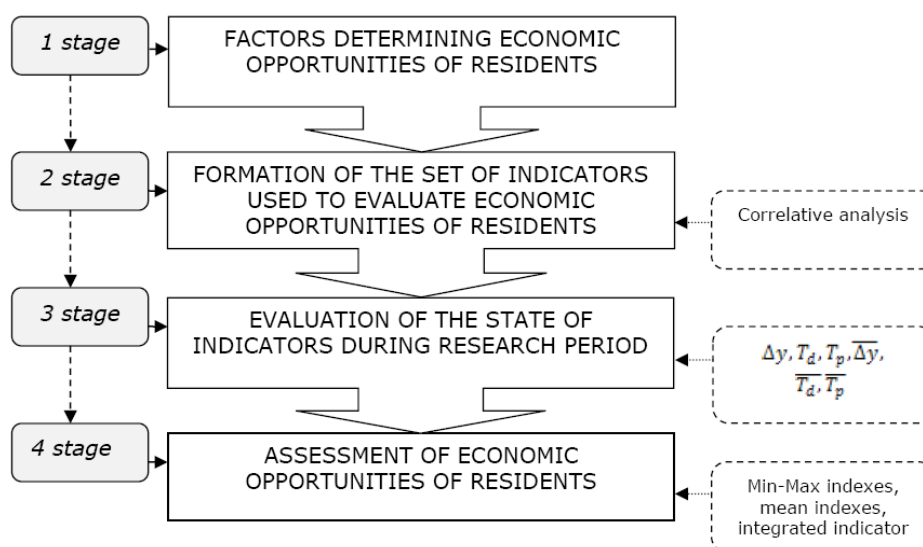 1 stage
FACTORS DETERMINING ECONOMIC
OPPORTUNITIES OF RESIDENTS
2 stage
FORMATION OF THE SET OF INDICATORS
USED TO EVALUATE ECONOMIC
OPPORTUNITIES OF RESIDENTS
Correlative analysis
3 stage
EVALUATION OF THE STATE OF
INDICATORS DURING RESEARCH PERIOD
Δy, T_d, T_p, \overline{Δy},
\overline{T_d}, \overline{T_p}
4 stage
ASSESSMENT OF ECONOMIC
OPPORTUNITIES OF RESIDENTS
Min-Max indexes,
mean indexes,
integrated indicator